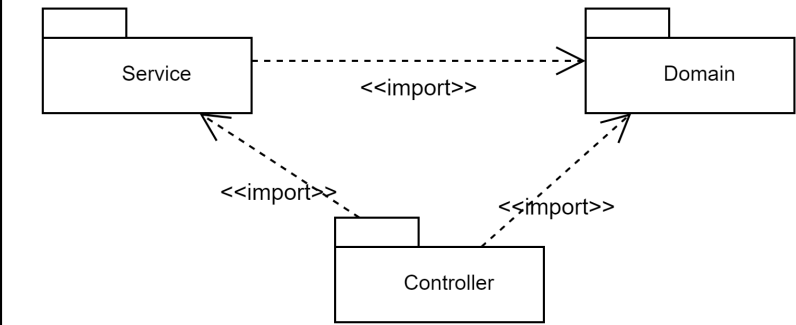 Service
Domain
<<import>>
<<import>>
<<import>>
Controller